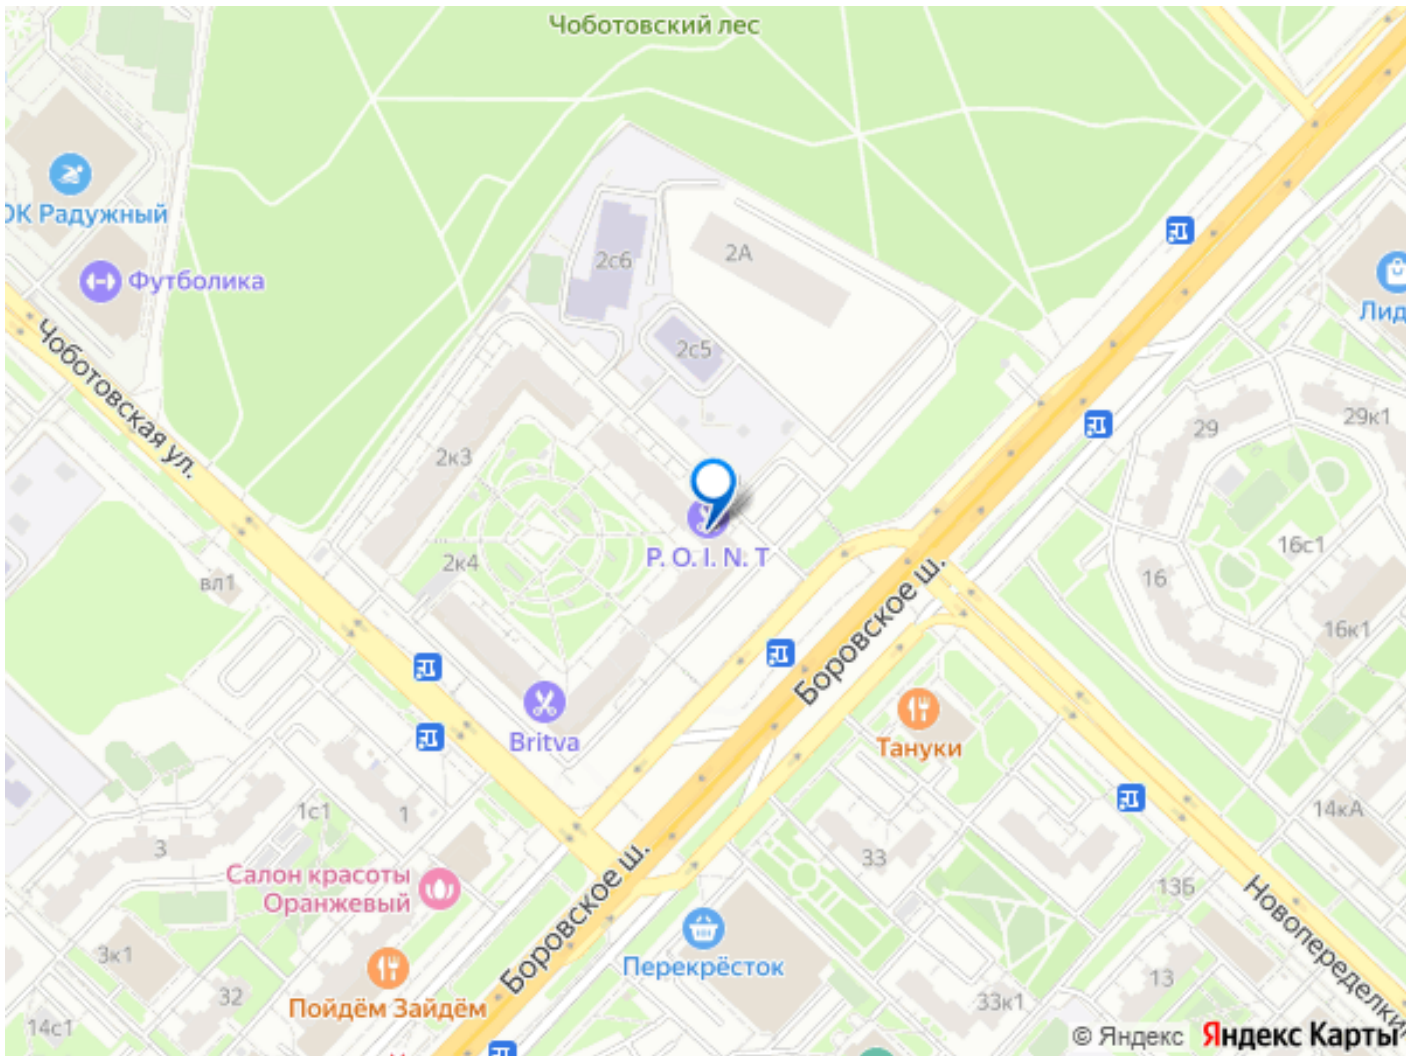 Чоботовский лес
ОК Радужный
Футболика
2с6
2А
2с5
Лид
Чоботовская ул.
29
29к1
2к3
P. O. I. N. T
2к4
16с1
16
вл1
16к1
Боровское ш.
Britva
Тануки
1с1
1
14кА
3
33
Салон красоты
Оранжевый
13Б
Боровское ш.
Новопеределки
Перекрёсток
3к1
32
Пойдём Зайдём
13
33к1
14с1
© Яндекс Яндекс Карты